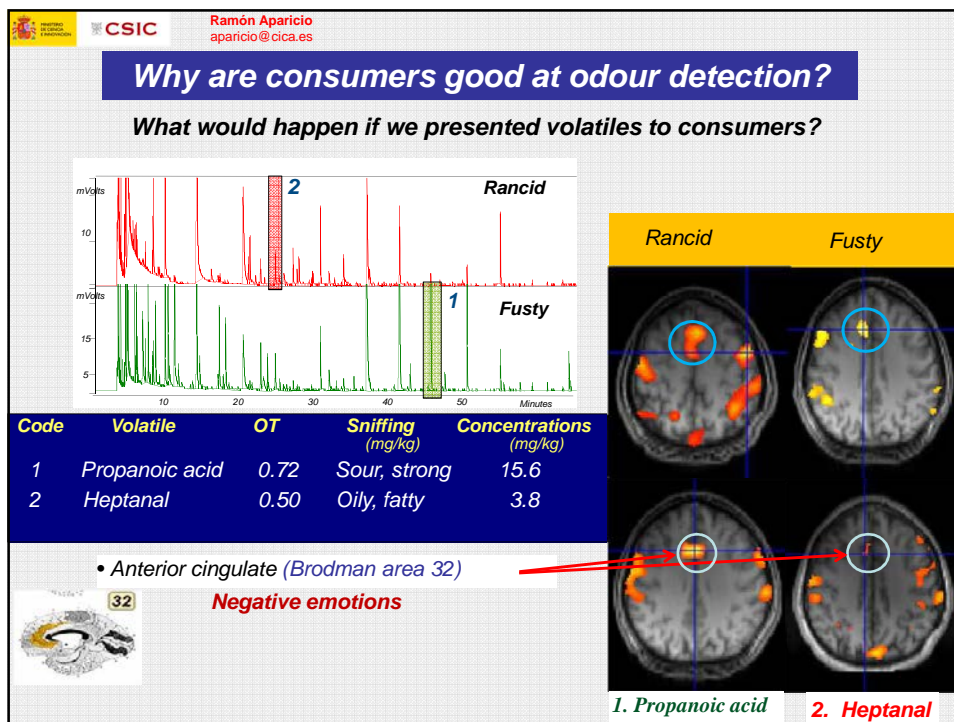 MINISTERIO
DE CIENCIA
E INNOVACIÓN
CSIC
Ramón Aparicio
aparicio@cica.es
Why are consumers good at odour detection?
What would happen if we presented volatiles to consumers?
mVolts
2
Rancid
10
mVolts
1
Fusty
15
5
10 20 30 40 50 Minutes
Rancid Fusty
Code Volatile OT Sniffing Concentrations
(mg/kg) (mg/kg)
1 Propanoic acid 0.72 Sour, strong 15.6
2 Heptanal 0.50 Oily, fatty 3.8
• Anterior cingulate (Brodman area 32)
32
Negative emotions
1. Propanoic acid 2. Heptanal